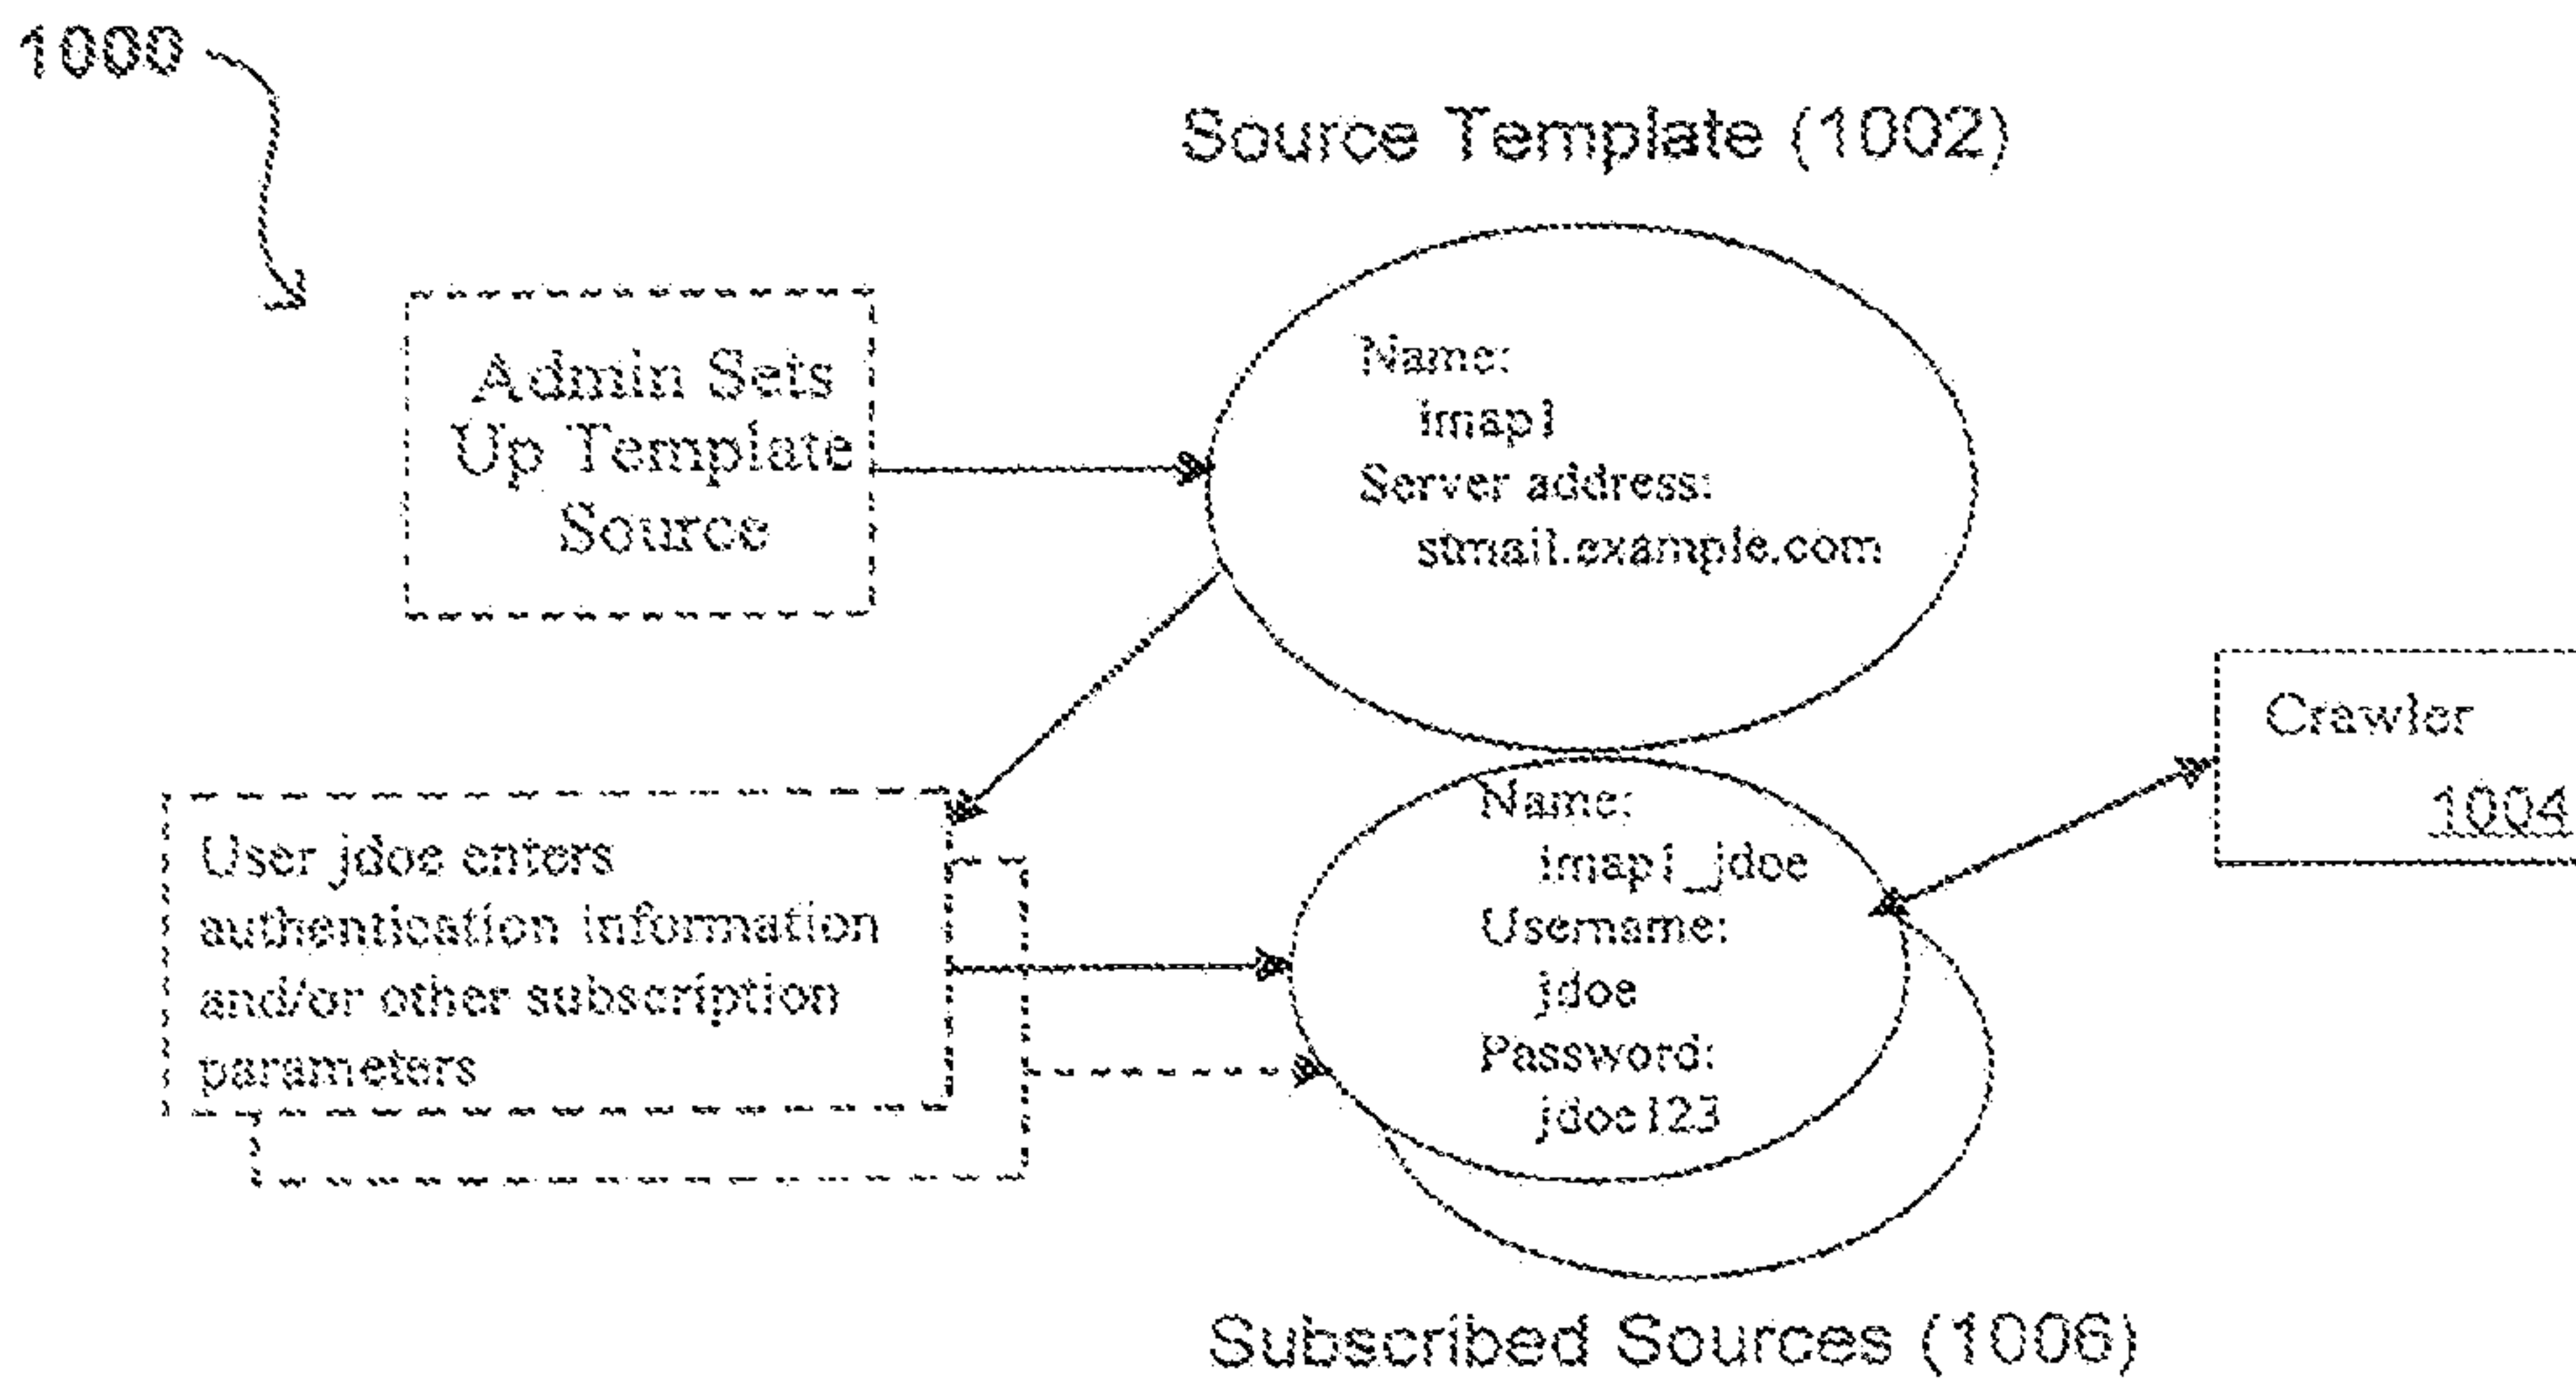 1000
Source Template (1002)
Admin Sets
Up Template
Source
Name:
imap1
Server address:
stmail.example.com
Crawler
1004
User jdoe enters
authentication information
and/or other subscription
parameters
Name:
imap1_jdoe
Username:
jdoe
Password:
jdoe123
Subscribed Sources (1006)